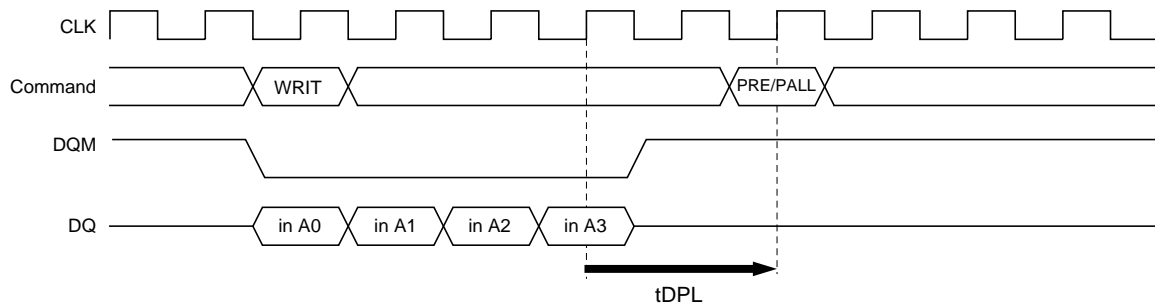 CLK
Command WRIT PRE/PALL
DQM
DQ in A0 in A1 in A2 in A3
tDPL